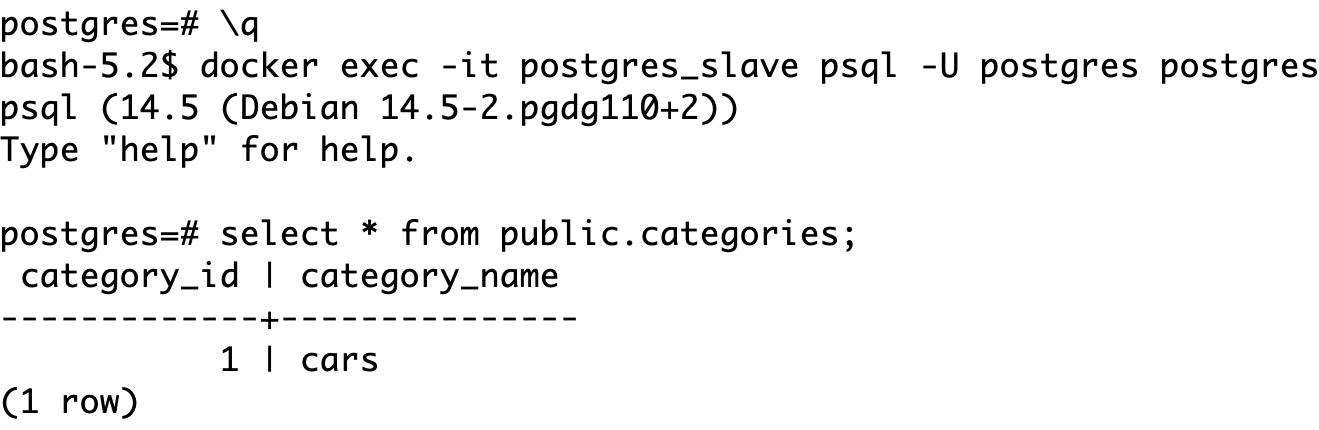 postgres=# \q
bash-5.2$ docker exec -it postgres_slave psql -U postgres postgres
psql (14.5 (Debian 14.5-2.pgdg110+2))
Type "help" for help.

postgres=# select * from public.categories;
 category_id | category_name
-------------+---------------
           1 | cars
(1 row)